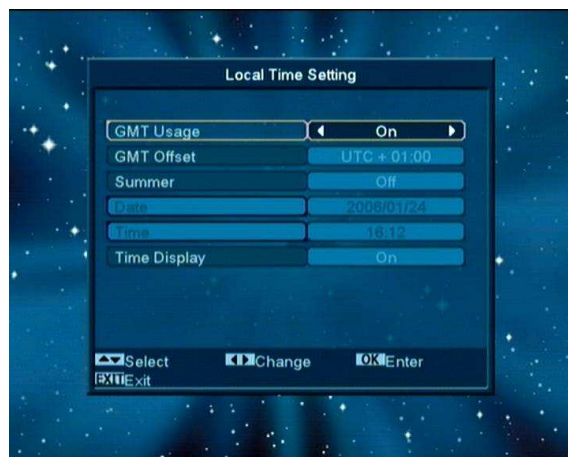 Local Time Setting
GMT Usage On
GMT Offset UTC + 01:00
Summer Off
Date 2006/01/24
Time 16:12
Time Display On
Select Change OK Enter
EXIT Exit